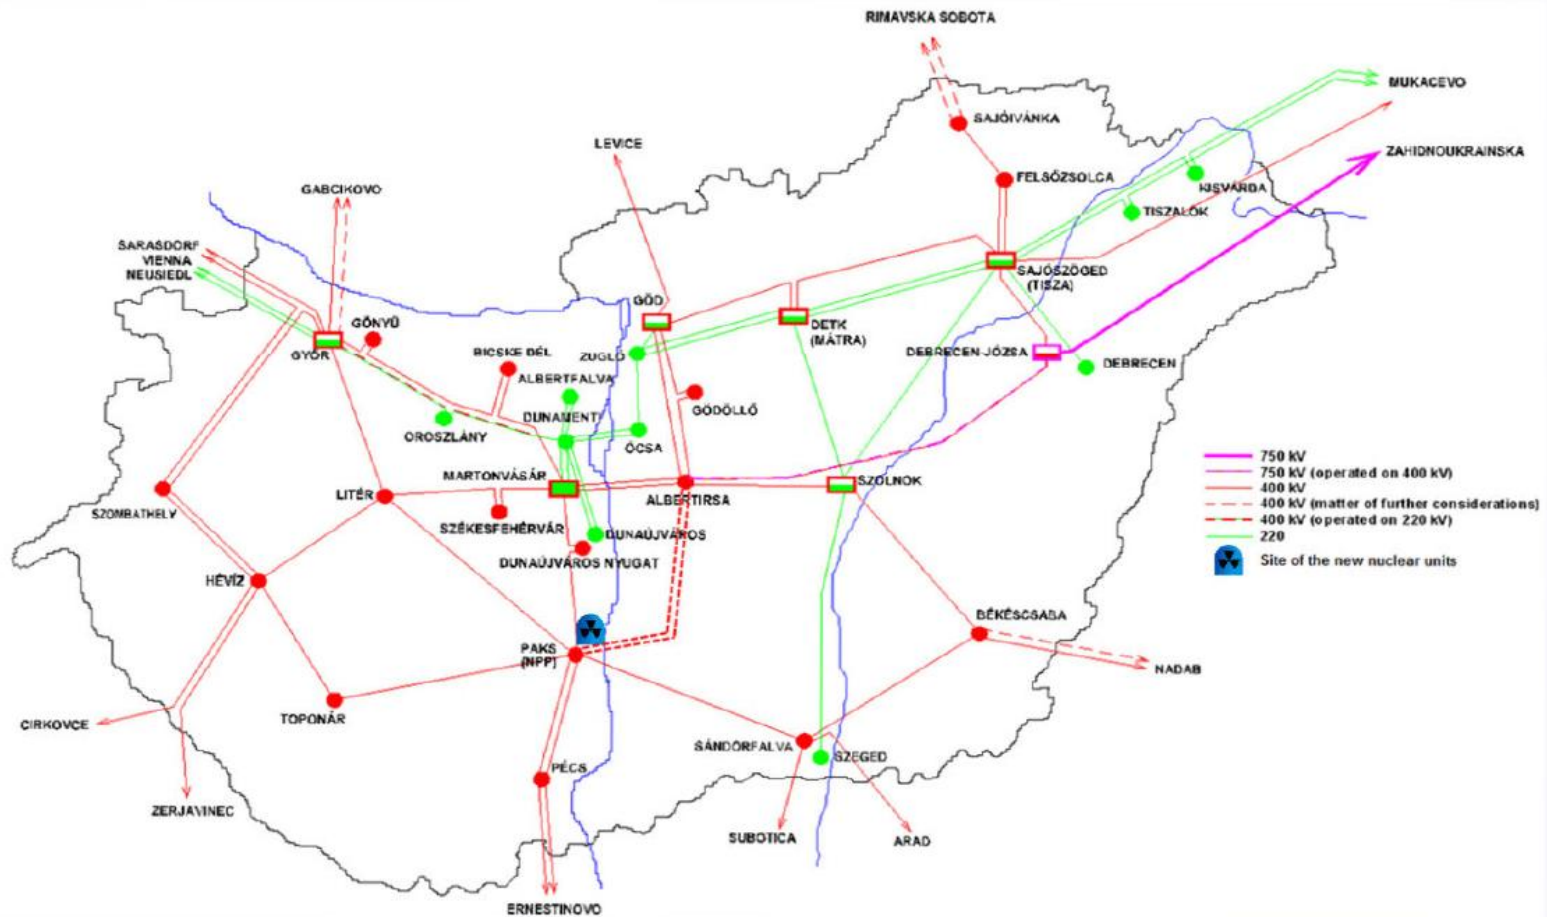 RIMAVSKA SOBOTA
MUKACEVO
SAJÓIVÁNKA
LEVICE
ZAHIDNOUKRAINSKA
FELSŐZSOLCA
KISVÁRDA
GABCIKOVO
TISZALÖK
SARASDORF
VIENNA
NEUSIEDL
SAJÓSZÖGED
(TISZA)
GÖD
GÖNYŰ
DETK
(MÁTRA)
GYŐR
BICSKE DÉL
ZUGLÓ
DEBRECEN-JÓZSA
DEBRECEN
ALBERTFALVA
GÖDÖLLŐ
DUNAMENTI
OROSZLÁNY
ÓCSA
750 kV
750 kV (operated on 400 kV)
400 kV
400 kV (matter of further considerations)
400 kV (operated on 220 kV)
220
Site of the new nuclear units
MARTONVÁSÁR
SZOLNOK
LITÉR
ALBERTIRSA
SZOMBATHELY
SZÉKESFEHÉRVÁR
DUNAÚJVÁROS
DUNAÚJVÁROS NYUGAT
HÉVÍZ
BÉKÉSCSABA
PAKS
(NPP)
NADAB
TOPONÁR
CIRKOVCE
SÁNDORFALVA
SZEGED
PÉCS
ZERJAVINEC
SUBOTICA
ARAD
ERNESTINOVO